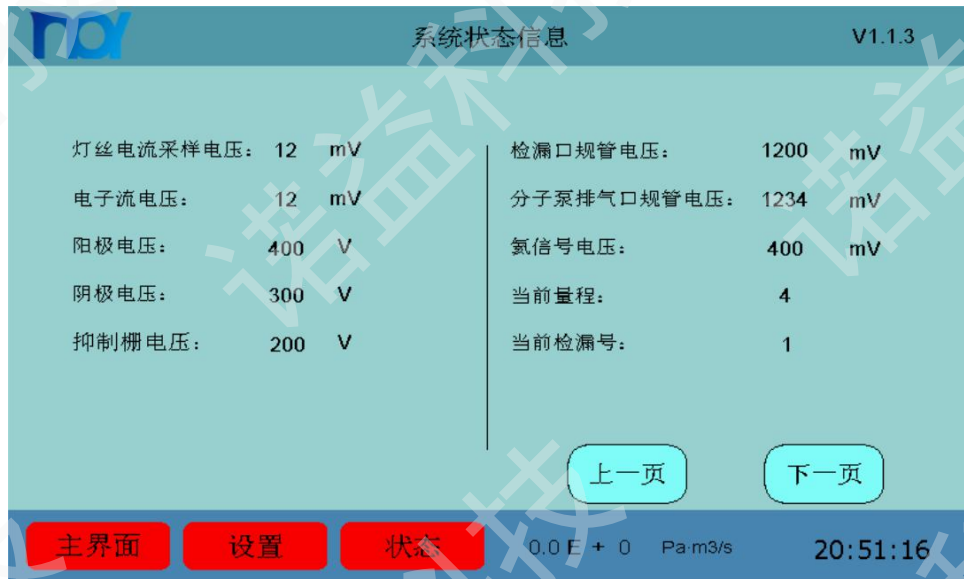 noy 系统状态信息 V1.1.3
灯丝电流采样电压: 12 mV
电子流电压: 12 mV
阳极电压: 400 V
阴极电压: 300 V
抑制栅电压: 200 V
检漏口规管电压: 1200 mV
分子泵排气口规管电压: 1234 mV
氦信号电压: 400 mV
当前量程: 4
当前检漏号: 1
上一页 下一页
主界面 设置 状态 0.0 E + 0 Pa·m3/s 20:51:16
诺益科技